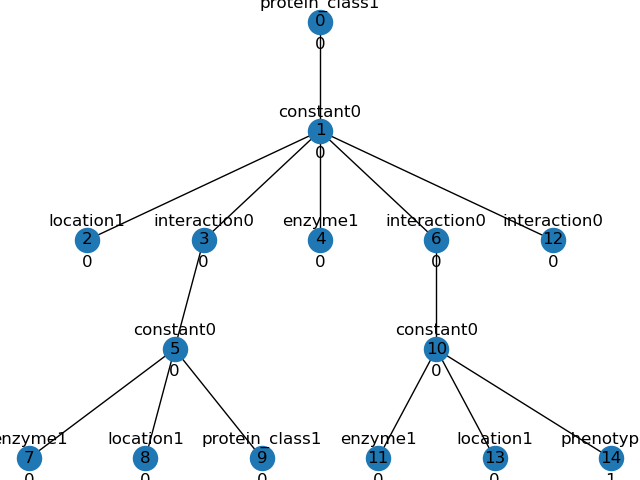 protein_class1
0
0
constant0
1
0
location1 interaction0 enzyme1 interaction0 interaction0
2 3 4 6 12
0 0 0 0 0
constant0 constant0
5 10
0 0
enzyme1 location1 protein_class1 enzyme1 location1 phenotyp
7 8 9 11 13 14
0 0 0 0 0 1